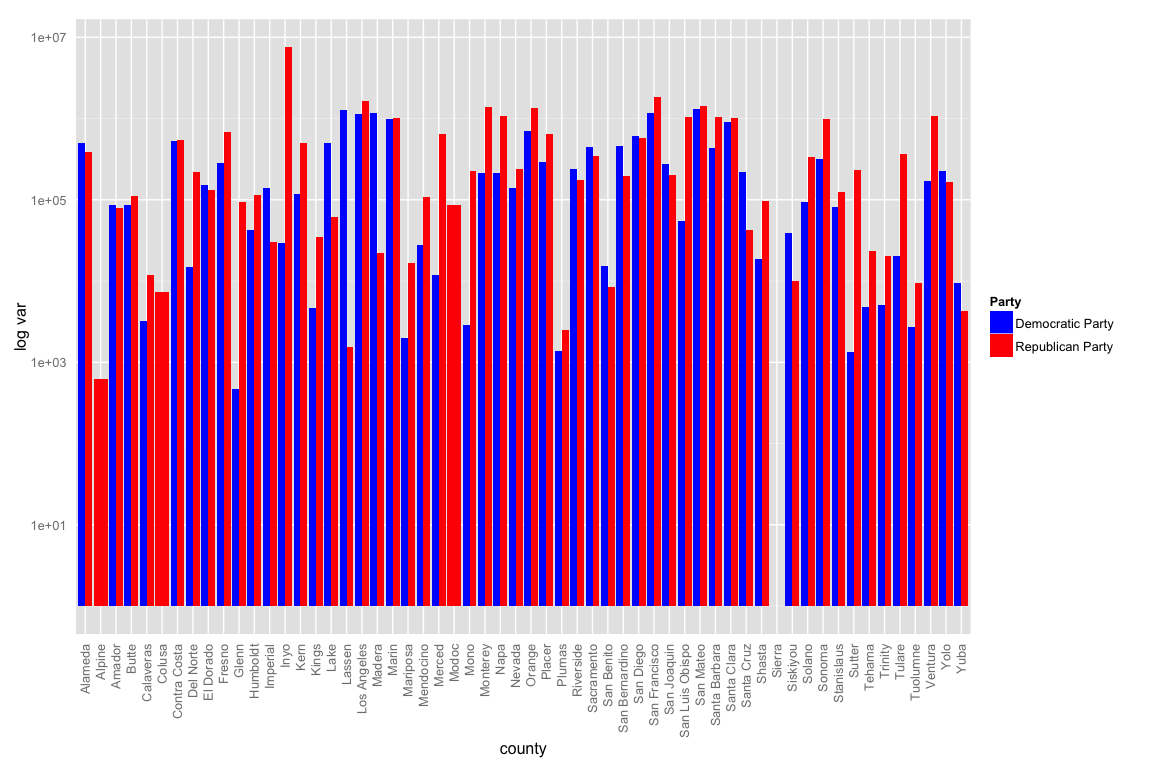 1e+07
1e+05
1e+03
1e+01
log var
Alameda
Alpine
Amador
Butte
Calaveras
Colusa
Contra Costa
Del Norte
El Dorado
Fresno
Glenn
Humboldt
Imperial
Inyo
Kern
Kings
Lake
Lassen
Los Angeles
Madera
Marin
Mariposa
Mendocino
Merced
Modoc
Mono
Monterey
Napa
Nevada
Orange
Placer
Plumas
Riverside
Sacramento
San Benito
San Bernardino
San Diego
San Francisco
San Joaquin
San Luis Obispo
San Mateo
Santa Barbara
Santa Clara
Santa Cruz
Shasta
Sierra
Siskiyou
Solano
Sonoma
Stanislaus
Sutter
Tehama
Trinity
Tulare
Tuolumne
Ventura
Yolo
Yuba
county
Party
Democratic Party
Republican Party